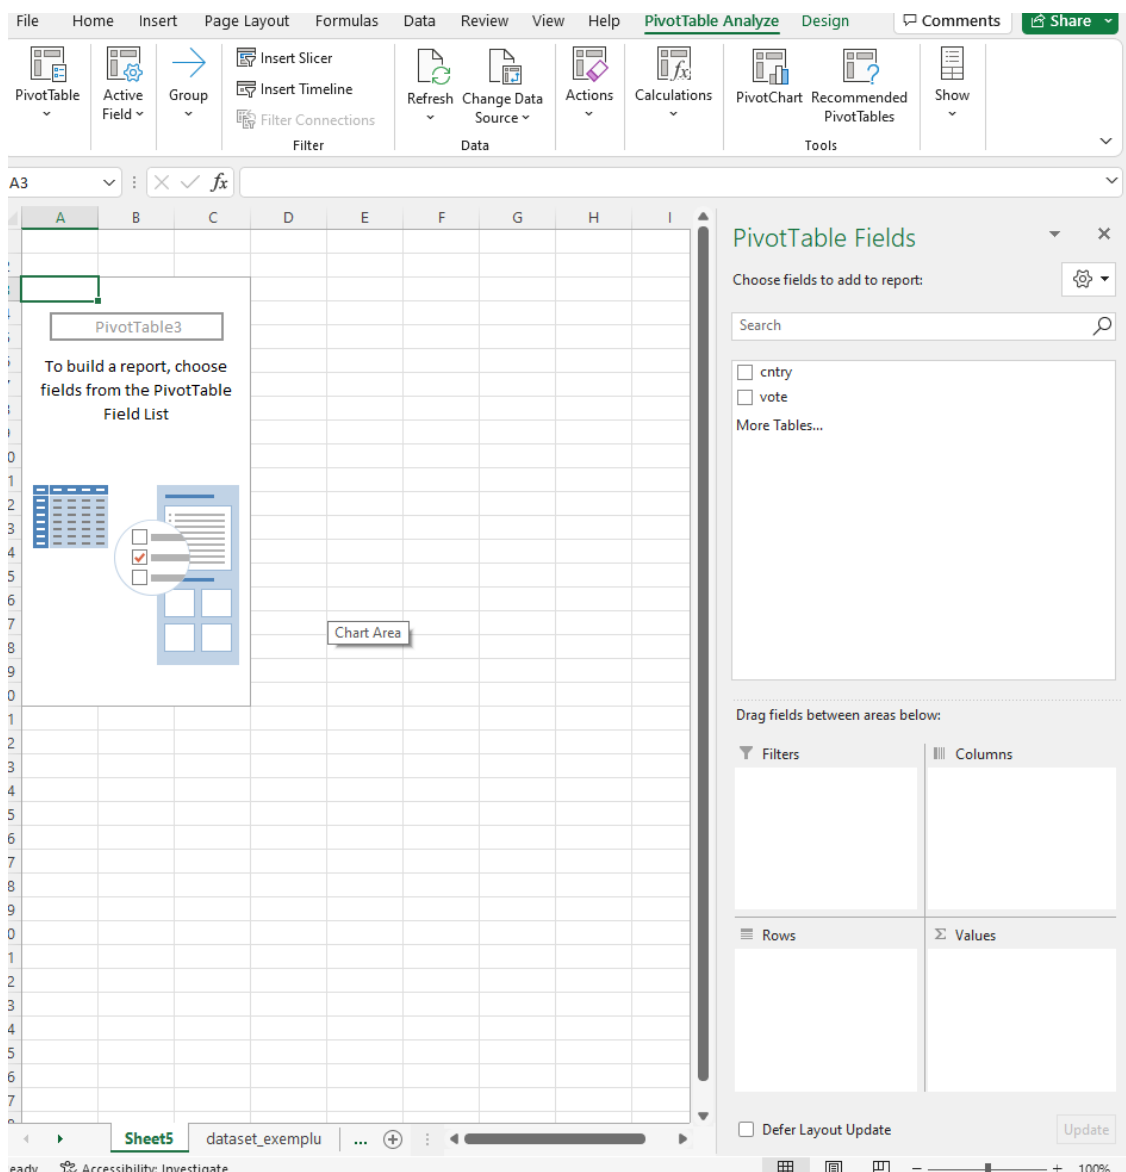 File Home Insert Page Layout Formulas Data Review View Help PivotTable Analyze Design Comments Share
PivotTable
Active Field
Group
Insert Slicer
Insert Timeline
Filter Connections
Filter
Refresh
Change Data Source
Data
Actions
Calculations
PivotChart
Recommended PivotTables
Tools
Show
A3
fx
A B C D E F G H I
PivotTable3
To build a report, choose
fields from the PivotTable
Field List
Chart Area
PivotTable Fields
Choose fields to add to report:
Search
cntry
vote
More Tables...
Drag fields between areas below:
Filters
Columns
Rows
Σ Values
Defer Layout Update
Update
Sheet5 dataset_exemplu ...
Accessibility: Investigate
100%